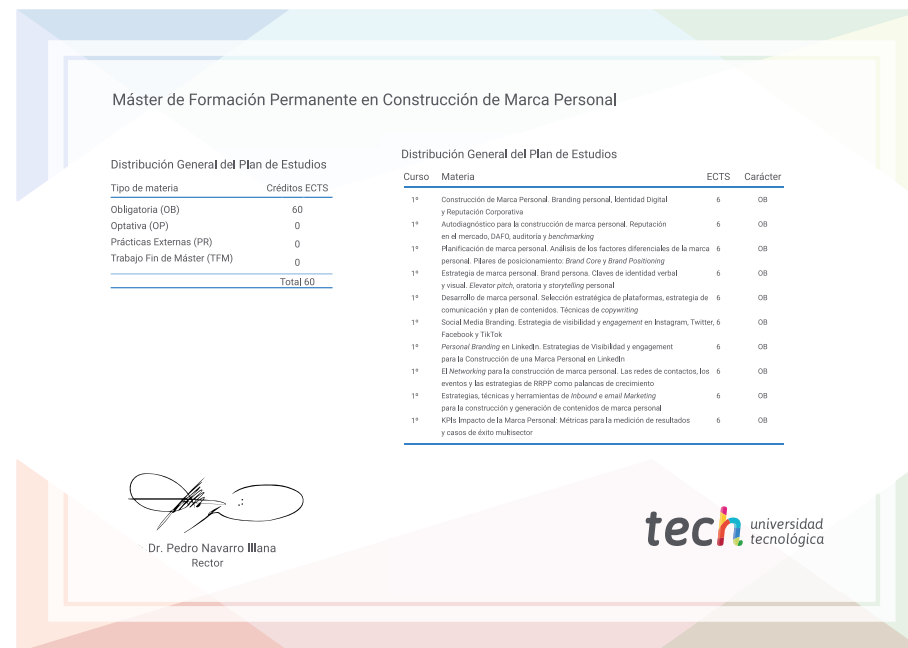 Máster de Formación Permanente en Construcción de Marca Personal
Distribución General del Plan de Estudios
Tipo de materia Créditos ECTS
Obligatoria (OB) 60
Optativa (OP) 0
Prácticas Externas (PR) 0
Trabajo Fin de Máster (TFM) 0
Total 60
Distribución General del Plan de Estudios
Curso Materia ECTS Carácter
1º Construcción de Marca Personal. Branding personal, Identidad Digital 6 OB
y Reputación Corporativa
1º Autodiagnóstico para la construcción de marca personal. Reputación 6 OB
en el mercado, DAFO, auditoría y benchmarking
1º Planificación de marca personal. Análisis de los factores diferenciales de la marca 6 OB
personal. Pilares de posicionamiento: Brand Core y Brand Positioning
1º Estrategia de marca personal. Brand persona. Claves de identidad verbal 6 OB
y visual. Elevator pitch, oratoria y storytelling personal
1º Desarrollo de marca personal. Selección estratégica de plataformas, estrategia de 6 OB
comunicación y plan de contenidos. Técnicas de copywriting
1º Social Media Branding. Estrategia de visibilidad y engagement en Instagram, Twitter, 6 OB
Facebook y TikTok
1º Personal Branding en LinkedIn. Estrategias de Visibilidad y engagement 6 OB
para la Construcción de una Marca Personal en LinkedIn
1º El Networking para la construcción de marca personal. Las redes de contactos, los 6 OB
eventos y las estrategias de RRPP como palancas de crecimiento
1º Estrategias, técnicas y herramientas de Inbound e email Marketing 6 OB
para la construcción y generación de contenidos de marca personal
1º KPIs Impacto de la Marca Personal: Métricas para la medición de resultados 6 OB
y casos de éxito multisector
Dr. Pedro Navarro Illana
Rector
tech universidad
tecnológica